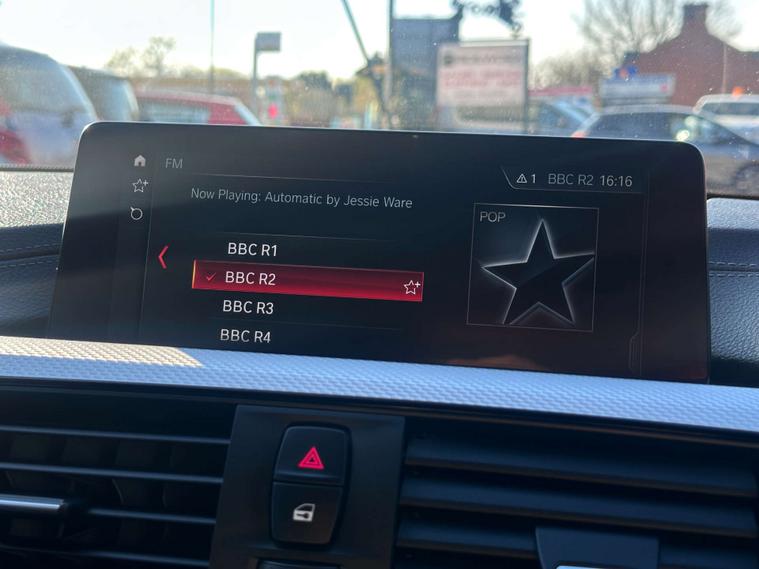 FM
1 BBC R2 16:16
Now Playing: Automatic by Jessie Ware
POP
BBC R1
BBC R2
BBC R3
BBC R4